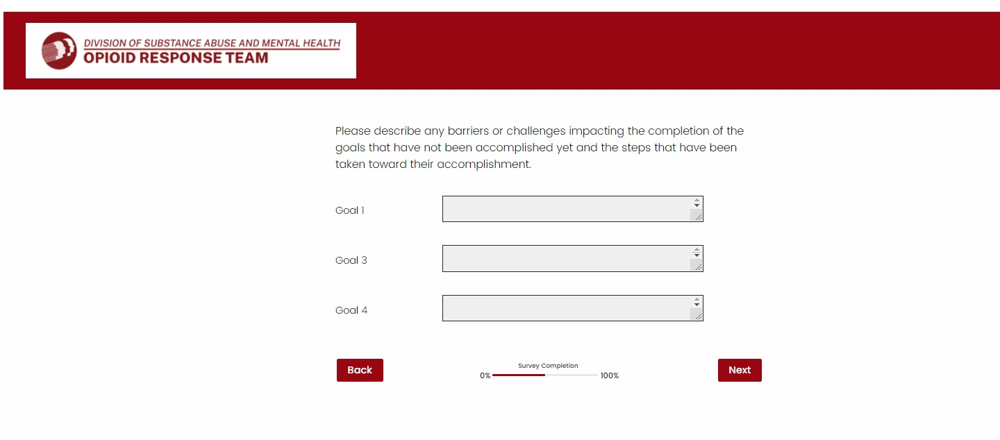 DIVISION OF SUBSTANCE ABUSE AND MENTAL HEALTH
OPIOID RESPONSE TEAM
Please describe any barriers or challenges impacting the completion of the
goals that have not been accomplished yet and the steps that have been
taken toward their accomplishment.
Goal 1
Goal 3
Goal 4
Back
Survey Completion
0% 100%
Next